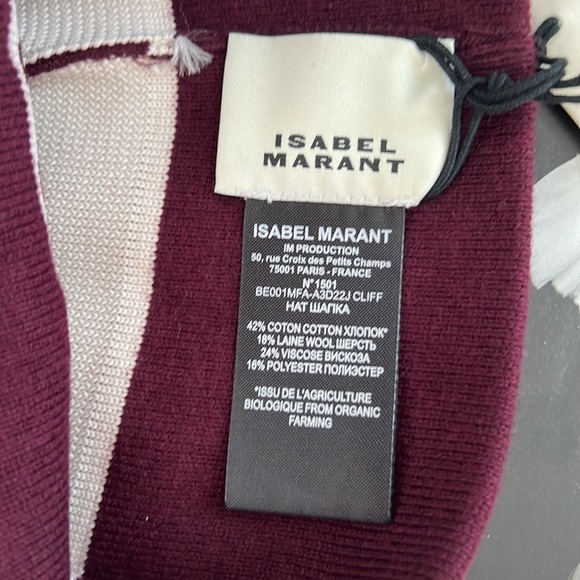 ISABEL
MARANT
ISABEL MARANT
IM PRODUCTION
50, rue Croix des Petits Champs
75001 PARIS - FRANCE
N°1501
BE001MFA-A3D22J CLIFF
HAT ШАПКА
42% COTON COTTON ХЛОПОК*
18% LAINE WOOL ШЕРСТЬ
24% VISCOSE ВИСКОЗА
16% POLYESTER ПОЛИЭСТЕР
*ISSU DE L'AGRICULTURE
BIOLOGIQUE FROM ORGANIC
FARMING